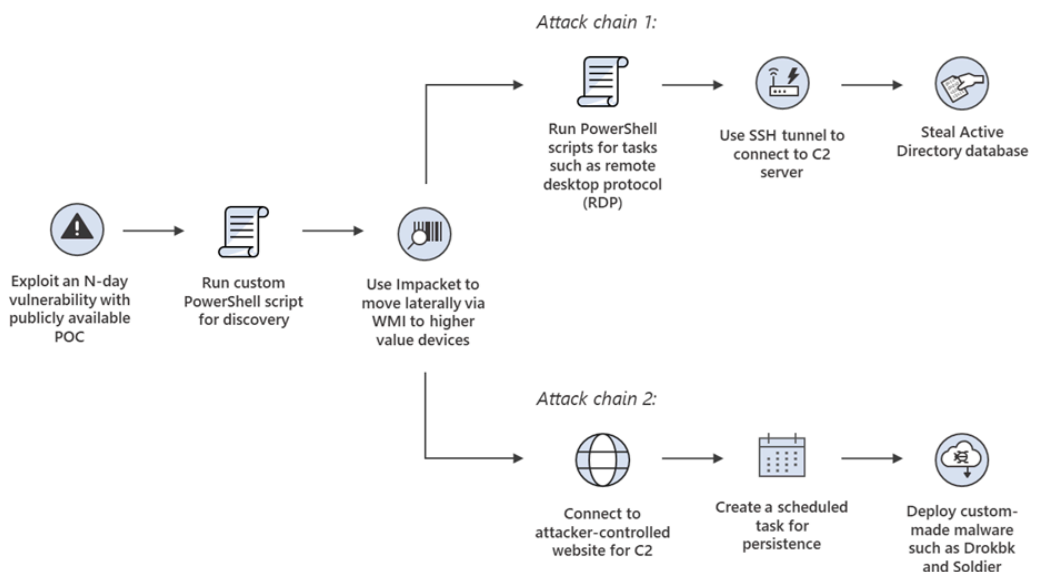 Attack chain 1:
Run PowerShell
scripts for tasks
such as remote
desktop protocol
(RDP)
Use SSH tunnel to
connect to C2
server
Steal Active
Directory database
Exploit an N-day
vulnerability with
publicly available
POC
Run custom
PowerShell script
for discovery
Use Impacket to
move laterally via
WMI to higher
value devices
Attack chain 2:
Connect to
attacker-controlled
website for C2
Create a scheduled
task for
persistence
Deploy custom-
made malware
such as Drokbk
and Soldier